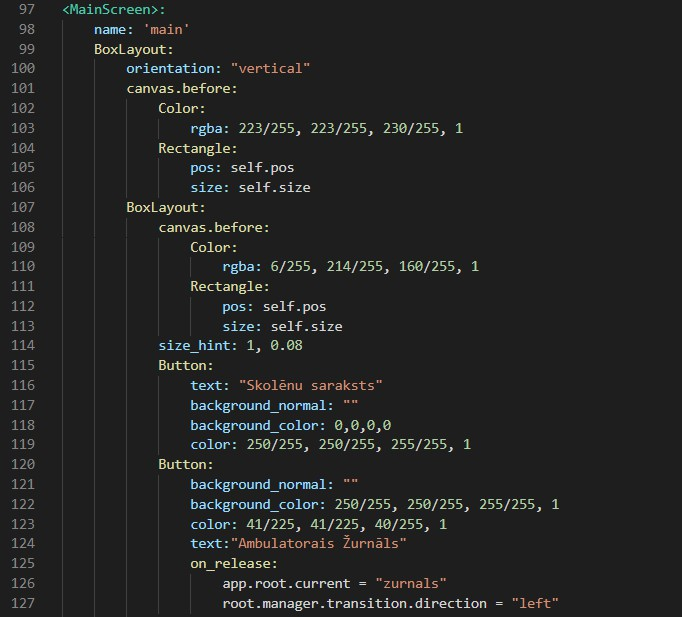 97 <MainScreen>:
98 name: 'main'
99 BoxLayout:
100 orientation: "vertical"
101 canvas.before:
102 Color:
103 rgba: 223/255, 223/255, 230/255, 1
104 Rectangle:
105 pos: self.pos
106 size: self.size
107 BoxLayout:
108 canvas.before:
109 Color:
110 rgba: 6/255, 214/255, 160/255, 1
111 Rectangle:
112 pos: self.pos
113 size: self.size
114 size_hint: 1, 0.08
115 Button:
116 text: "Skolēnu saraksts"
117 background_normal: ""
118 background_color: 0,0,0,0
119 color: 250/255, 250/255, 255/255, 1
120 Button:
121 background_normal: ""
122 background_color: 250/255, 250/255, 255/255, 1
123 color: 41/225, 41/225, 40/255, 1
124 text:"Ambulatorais Žurnāls"
125 on_release:
126 app.root.current = "zurnals"
127 root.manager.transition.direction = "left"